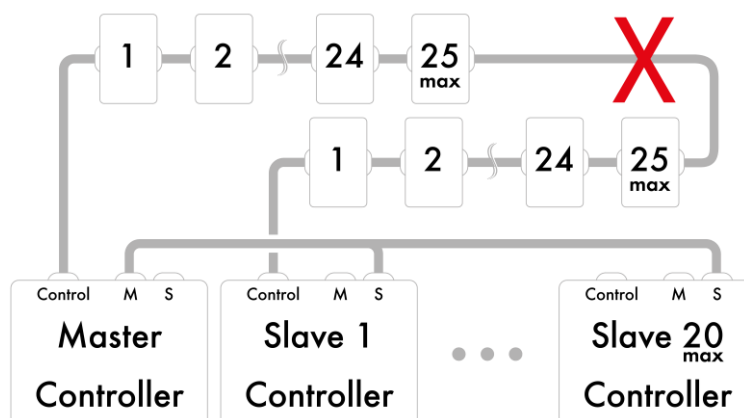 1 2 24 25
max
1 2 24 25
max
Control M S Control M S Control M S
Master Slave 1 Slave 20
max
Controller Controller Controller